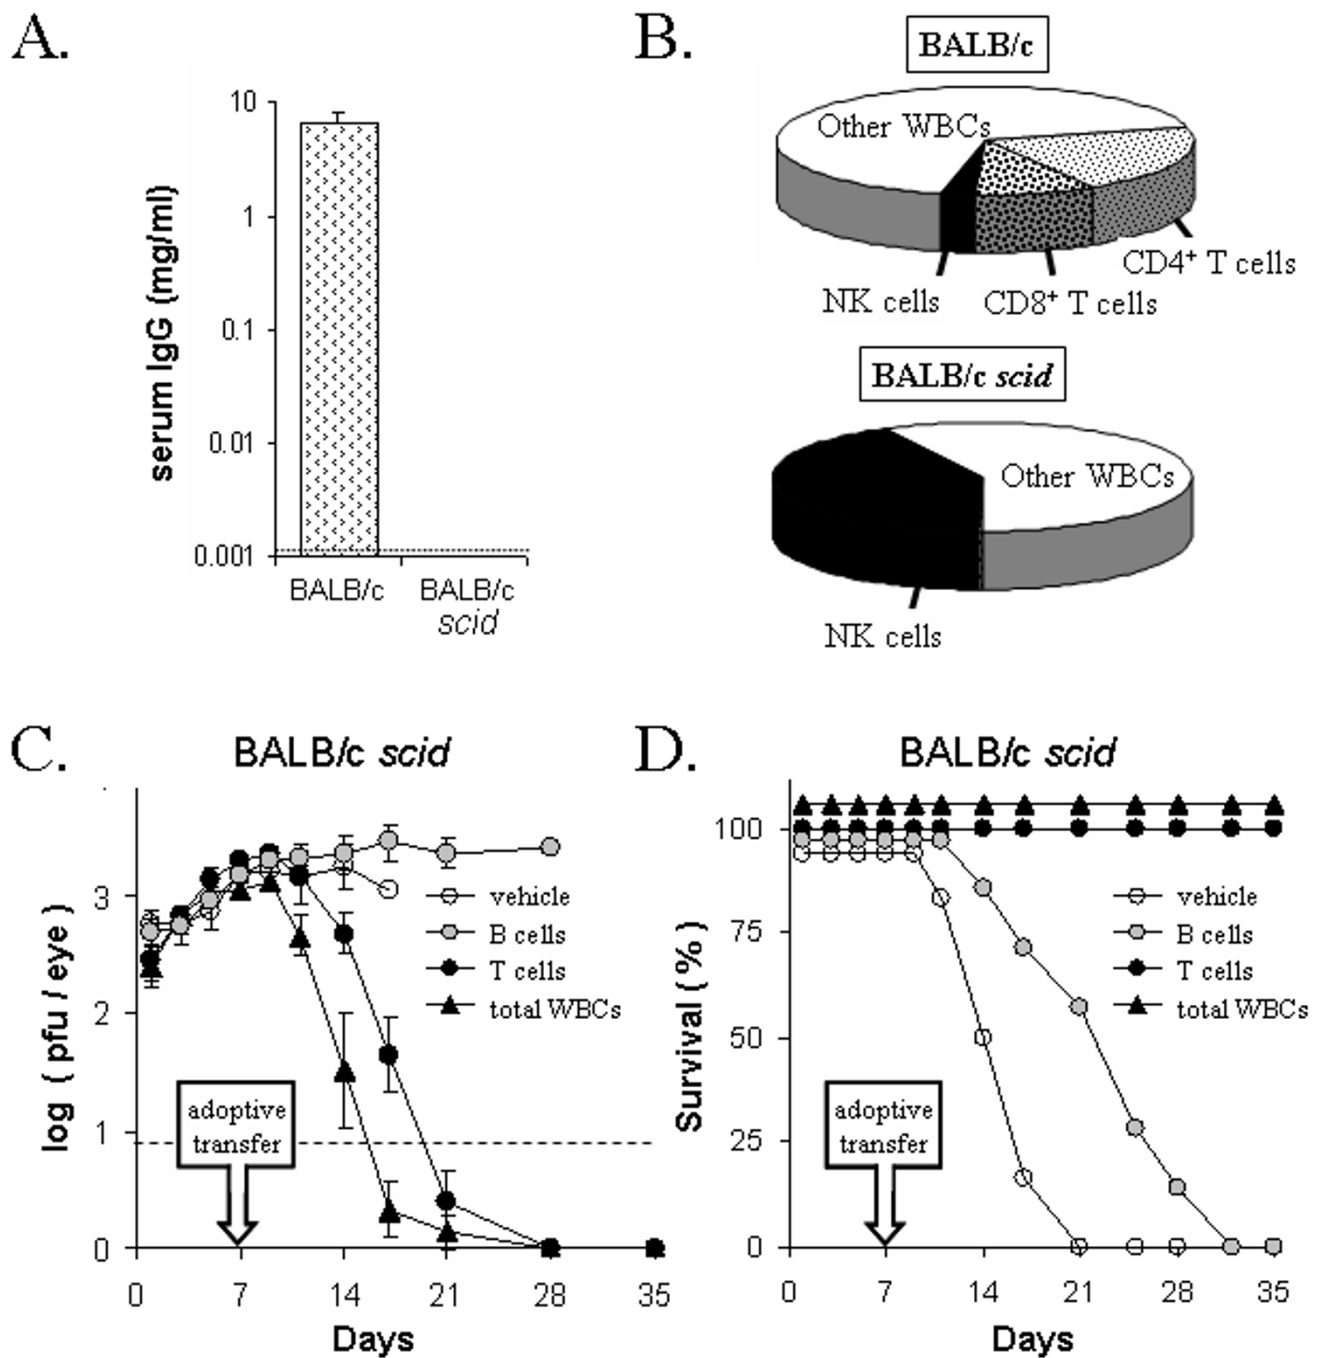 A.
10
1
0.1
0.01
0.001
serum IgG (mg/ml)
BALB/c
BALB/c
scid
B.
BALB/c
Other WBCs
NK cells
CD8⁺ T cells
CD4⁺ T cells
BALB/c scid
Other WBCs
NK cells
C.
BALB/c scid
3
2
1
0
log ( pfu / eye )
vehicle
B cells
T cells
total WBCs
adoptive
transfer
0 7 14 21 28 35
Days
D.
BALB/c scid
100
75
50
25
0
Survival ( % )
vehicle
B cells
T cells
total WBCs
adoptive
transfer
0 7 14 21 28 35
Days